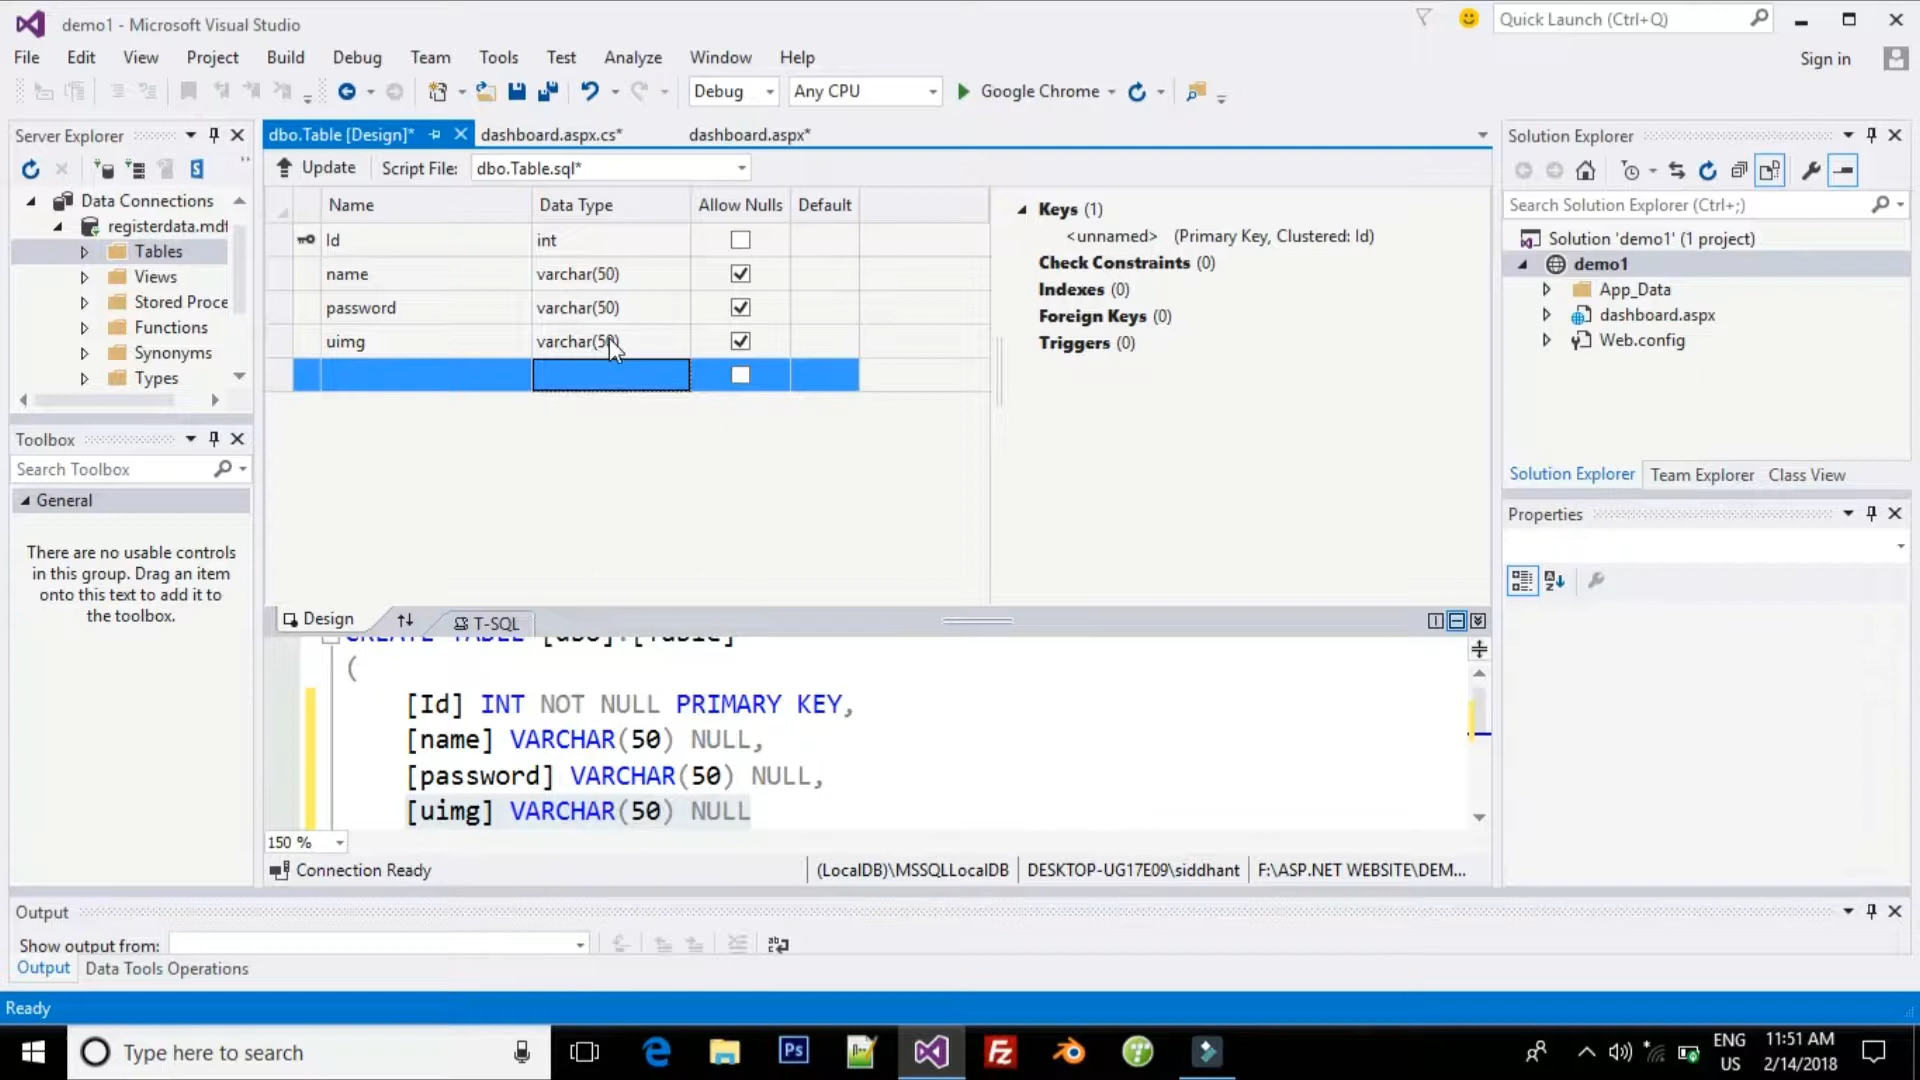 demo1 - Microsoft Visual Studio
Quick Launch (Ctrl+Q)
File Edit View Project Build Debug Team Tools Test Analyze Window Help
Sign in
Debug Any CPU Google Chrome
Server Explorer
Data Connections
registerdata.mdf
Tables
Views
Stored Proce
Functions
Synonyms
Types
Toolbox
Search Toolbox
General
There are no usable controls
in this group. Drag an item
onto this text to add it to
the toolbox.
dbo.Table [Design]* dashboard.aspx.cs* dashboard.aspx*
Update Script File: dbo.Table.sql*
Name Data Type Allow Nulls Default
Id int
name varchar(50)
password varchar(50)
uimg varchar(50)
Keys (1)
<unnamed> (Primary Key, Clustered: Id)
Check Constraints (0)
Indexes (0)
Foreign Keys (0)
Triggers (0)
Design T-SQL
CREATE TABLE [dbo].[Table]
(
[Id] INT NOT NULL PRIMARY KEY,
[name] VARCHAR(50) NULL,
[password] VARCHAR(50) NULL,
[uimg] VARCHAR(50) NULL
150 %
Connection Ready (LocalDB)\MSSQLLocalDB DESKTOP-UG17E09\siddhant F:\ASP.NET WEBSITE\DEM...
Solution Explorer
Search Solution Explorer (Ctrl+;)
Solution 'demo1' (1 project)
demo1
App_Data
dashboard.aspx
Web.config
Solution Explorer Team Explorer Class View
Properties
Output
Show output from:
Output Data Tools Operations
Ready
Type here to search
Ps
ENG
US
11:51 AM
2/14/2018